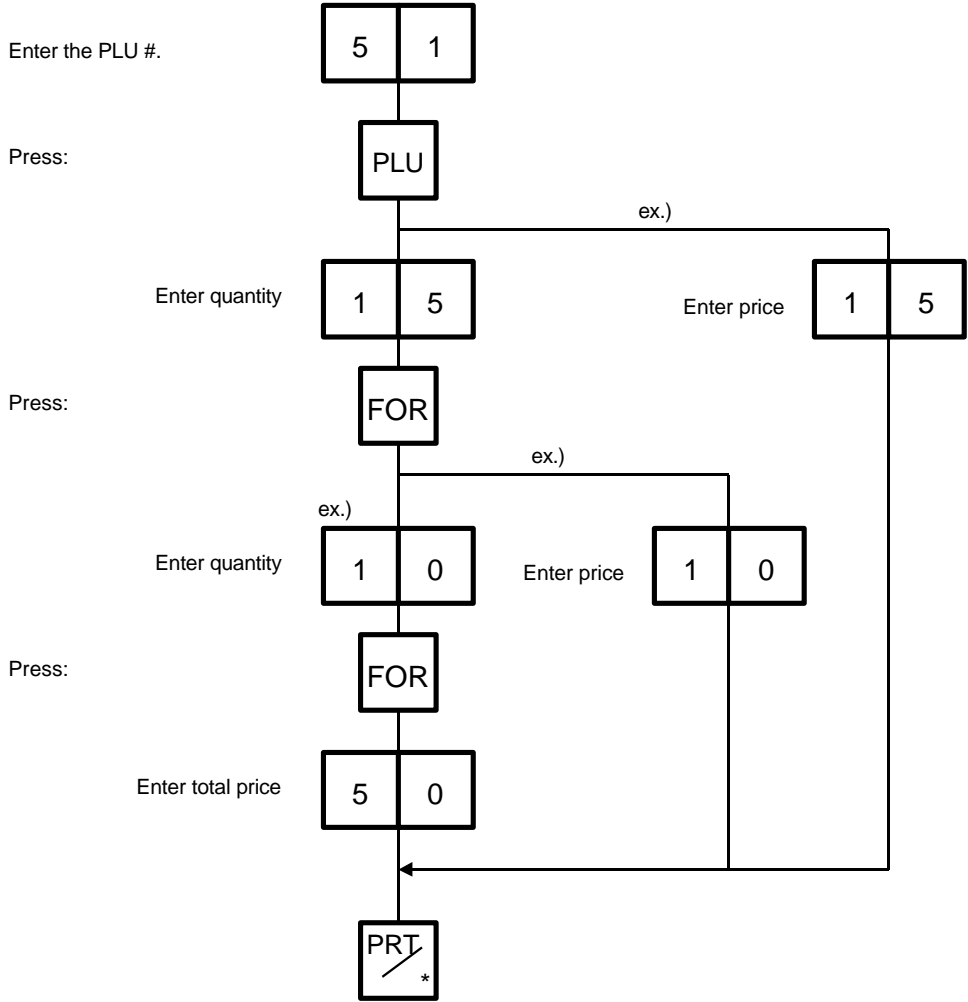 Enter the PLU #.
5 1
Press:
PLU
ex.)
Enter quantity
1 5
Enter price
1 5
Press:
FOR
ex.)
ex.)
Enter quantity
1 0
Enter price
1 0
Press:
FOR
Enter total price
5 0
PRT
*